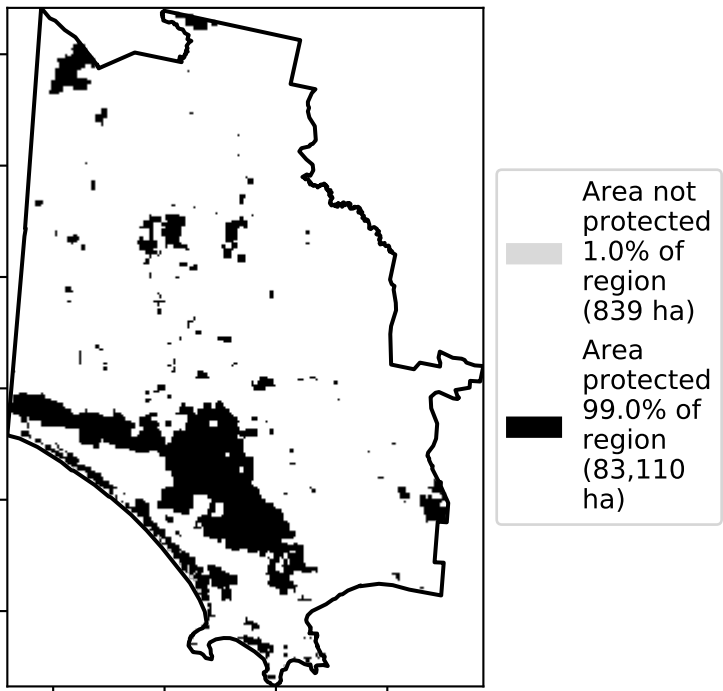 Area not
protected
1.0% of
region
(839 ha)
Area
protected
99.0% of
region
(83,110
ha)